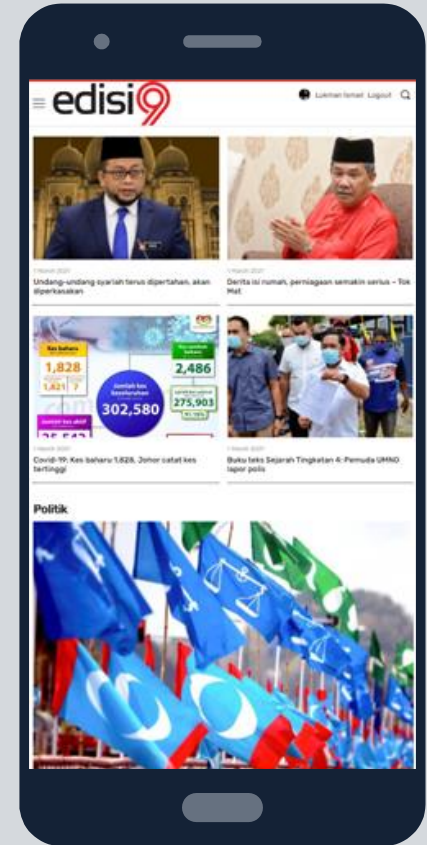 edisi9
Lukman Ismail Logout
1 March 2021
Undang-undang syariah terus dipertahan, akan
diperkasakan
1 March 2021
Derita isi rumah, perniagaan semakin serius – Tok
Mat
Kes baharu
1,828
1,821 7
Jumlah kes
keseluruhan
302,580
2,486
275,903
1 March 2021
Covid-19: Kes baharu 1,828, Johor catat kes
tertinggi
1 March 2021
Buku teks Sejarah Tingkatan 4: Pemuda UMNO
lapor polis
Politik